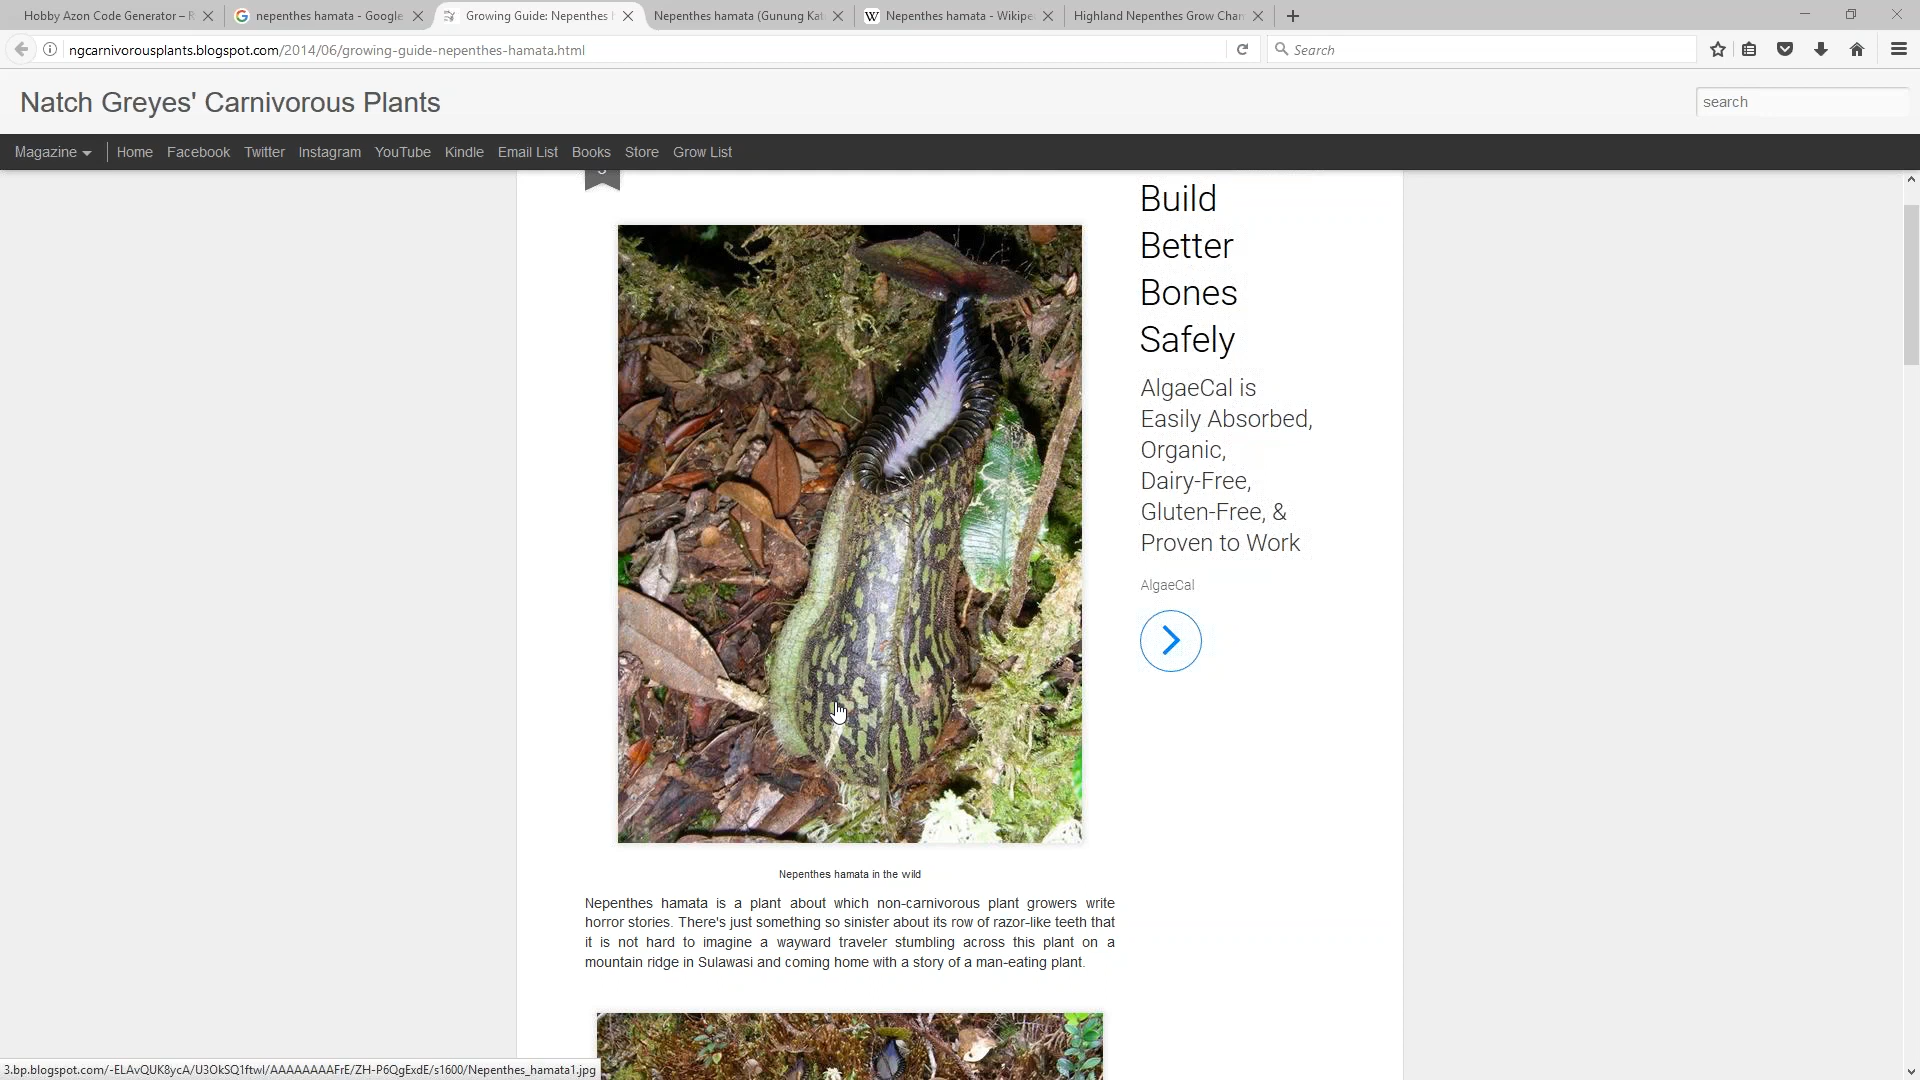 Hobby Azon Code Generator – R
nepenthes hamata - Google
Growing Guide: Nepenthes
Nepenthes hamata (Gunung Kat
Nepenthes hamata - Wikipe
Highland Nepenthes Grow Cham
ngcarnivorousplants.blogspot.com/2014/06/growing-guide-nepenthes-hamata.html
Search
Natch Greyes' Carnivorous Plants
search
Magazine
Home
Facebook
Twitter
Instagram
YouTube
Kindle
Email List
Books
Store
Grow List
Build
Better
Bones
Safely
AlgaeCal is
Easily Absorbed,
Organic,
Dairy-Free,
Gluten-Free, &
Proven to Work
AlgaeCal
Nepenthes hamata in the wild
Nepenthes hamata is a plant about which non-carnivorous plant growers write
horror stories. There's just something so sinister about its row of razor-like teeth that
it is not hard to imagine a wayward traveler stumbling across this plant on a
mountain ridge in Sulawasi and coming home with a story of a man-eating plant.
3.bp.blogspot.com/-ELAvQUK8ycA/U3OkSQ1ftwI/AAAAAAAAFrE/ZH-P6QgExdE/s1600/Nepenthes_hamata1.jpg